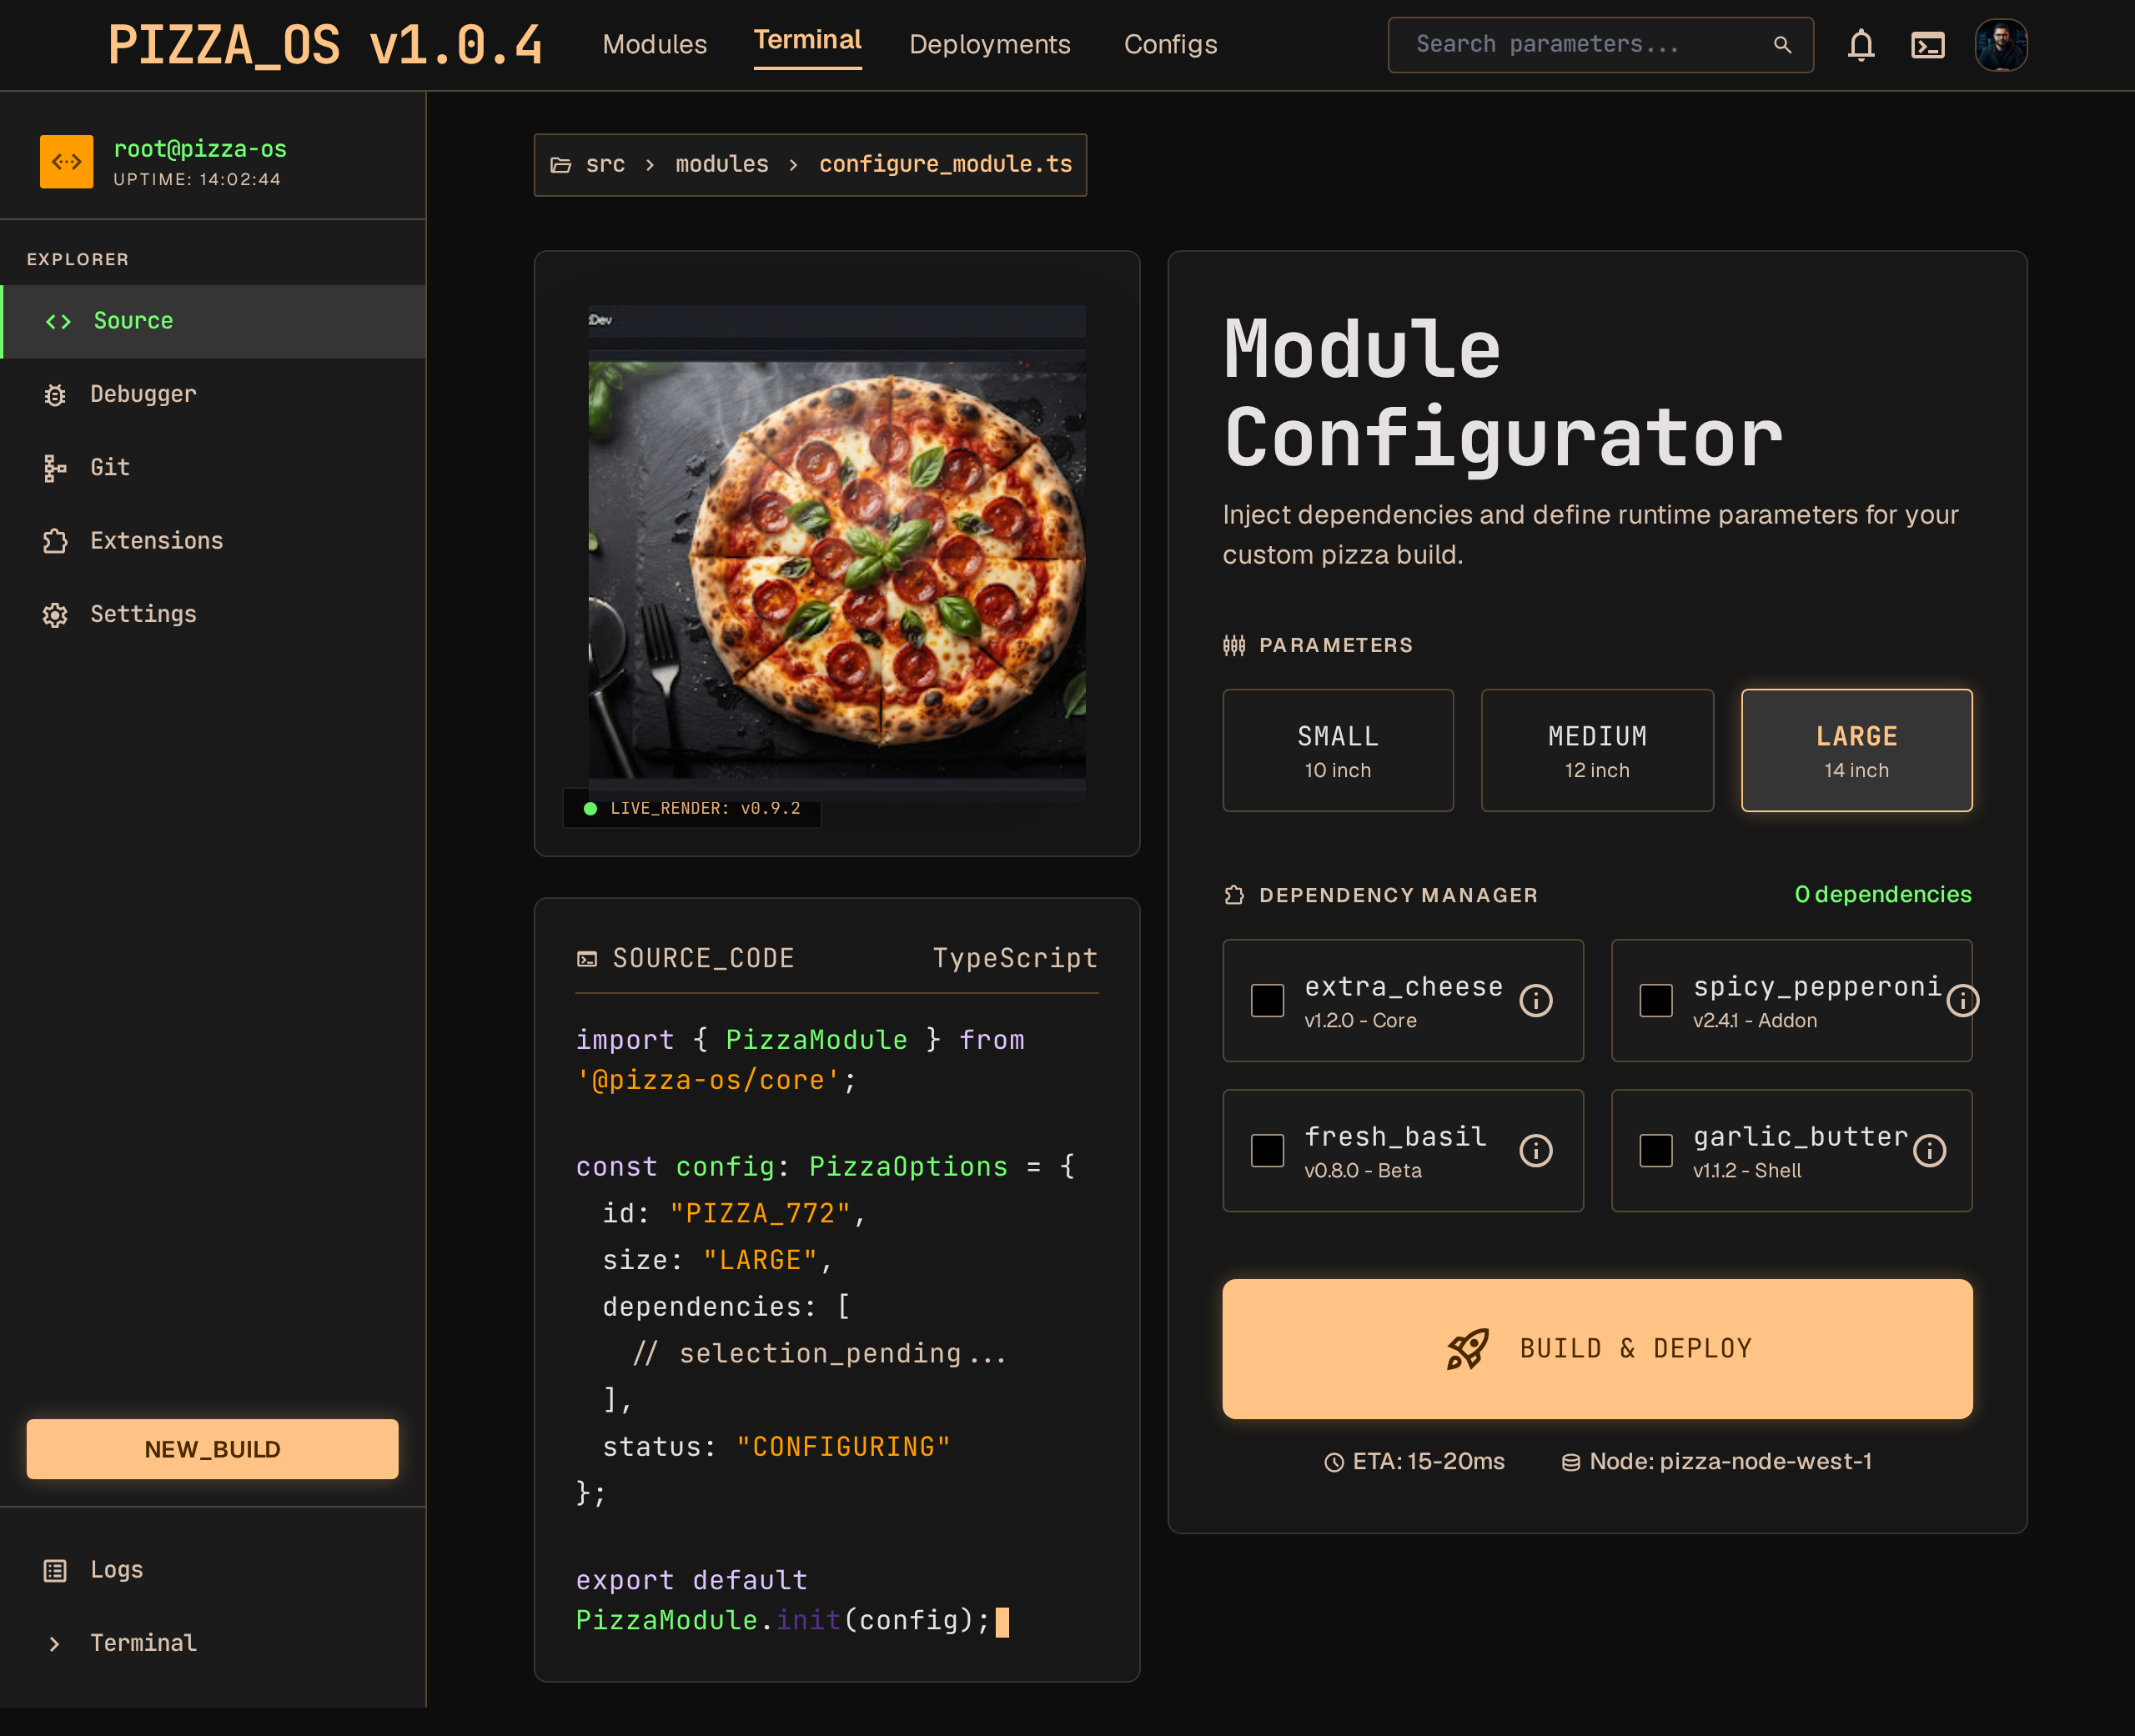 PIZZA_OS v1.0.4
Modules
Terminal
Deployments
Configs
Search parameters...
root@pizza-os
UPTIME: 14:02:44
EXPLORER
Source
Debugger
Git
Extensions
Settings
NEW_BUILD
Logs
Terminal
src › modules › configure_module.ts
Dev
LIVE_RENDER: v0.9.2
SOURCE_CODE
TypeScript
import { PizzaModule } from
'@pizza-os/core';
const config: PizzaOptions = {
id: "PIZZA_772",
size: "LARGE",
dependencies: [
// selection_pending...
],
status: "CONFIGURING"
};
export default
PizzaModule.init(config);
Module
Configurator
Inject dependencies and define runtime parameters for your
custom pizza build.
PARAMETERS
SMALL
10 inch
MEDIUM
12 inch
LARGE
14 inch
DEPENDENCY MANAGER
0 dependencies
extra_cheese
v1.2.0 - Core
spicy_pepperoni
v2.4.1 - Addon
fresh_basil
v0.8.0 - Beta
garlic_butter
v1.1.2 - Shell
BUILD & DEPLOY
ETA: 15-20ms
Node: pizza-node-west-1